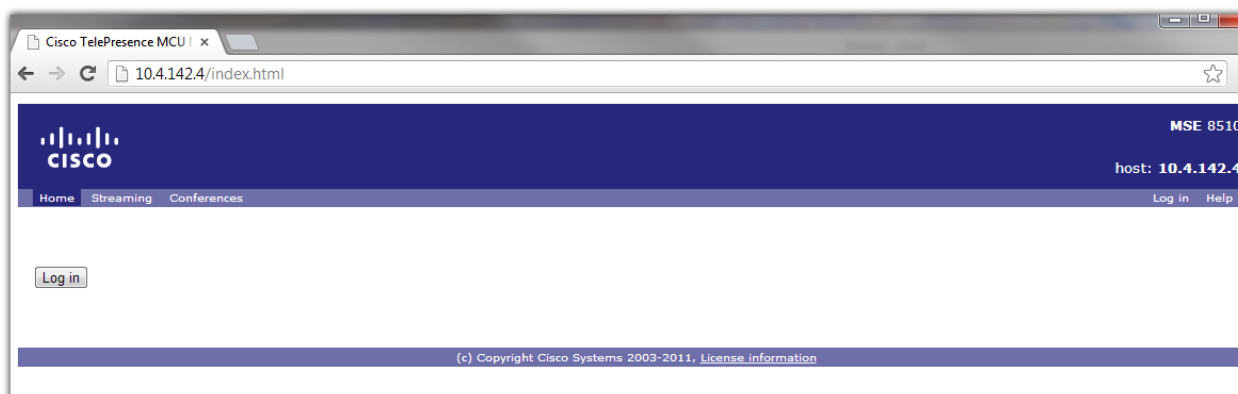 Cisco TelePresence MCU
10.4.142.4/index.html
CISCO
MSE 8510
host: 10.4.142.4
Home Streaming Conferences
Log in Help
Log in
(c) Copyright Cisco Systems 2003-2011, License information